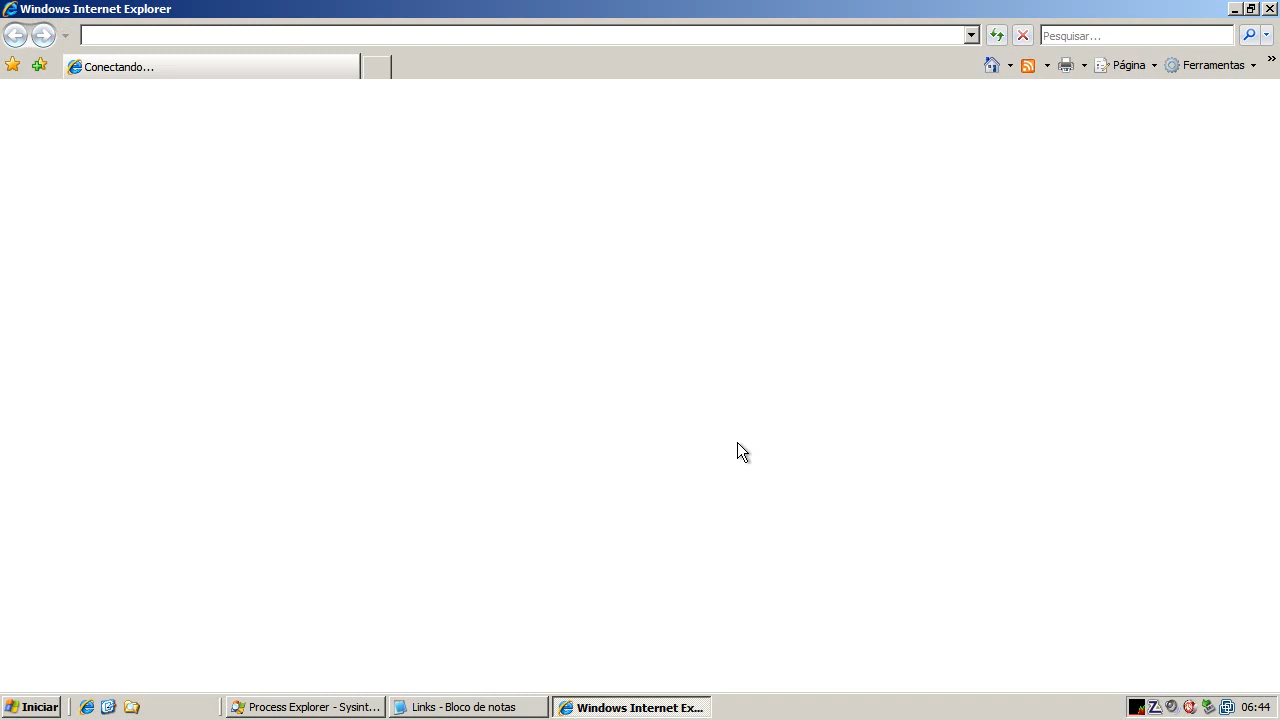 Windows Internet Explorer
Pesquisar...
Conectando...
Página
Ferramentas
»
Iniciar
Process Explorer - Sysint...
Links - Bloco de notas
Windows Internet Ex...
06:44